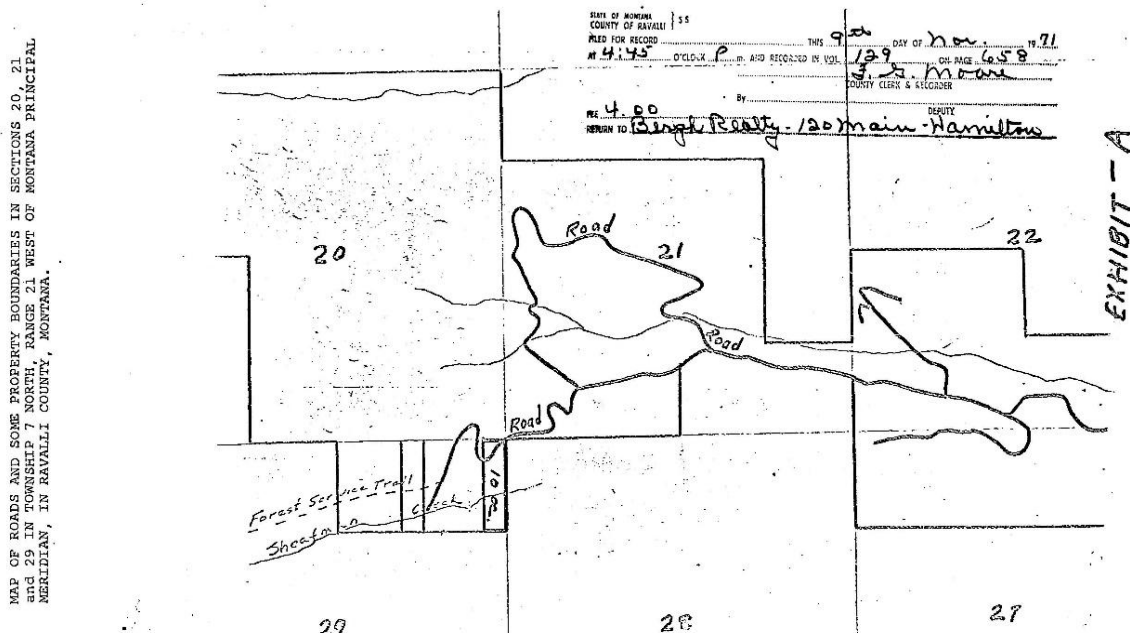 MAP OF ROADS AND SOME PROPERTY BOUNDARIES IN SECTIONS 20, 21
and 29 IN TOWNSHIP 7 NORTH, RANGE 21 WEST OF MONTANA PRINCIPAL
MERIDIAN, IN RAVALLI COUNTY, MONTANA.
STATE OF MONTANA } SS
COUNTY OF RAVALLI
FILED FOR RECORD THIS 9th DAY OF Nov. 1971
AT 4:45 O'CLOCK P m. AND RECORDED IN VOL. 129 ON PAGE 658
F. G. Moore
COUNTY CLERK & RECORDER
By
DEPUTY
FEE 4.00
RETURN TO Bergh Realty - 120 Main - Hamilton
EXHIBIT - A
20
Road
21
22
Road
Road
Forest Service Trail
Sheafman Creek
10 a.
29
28
27